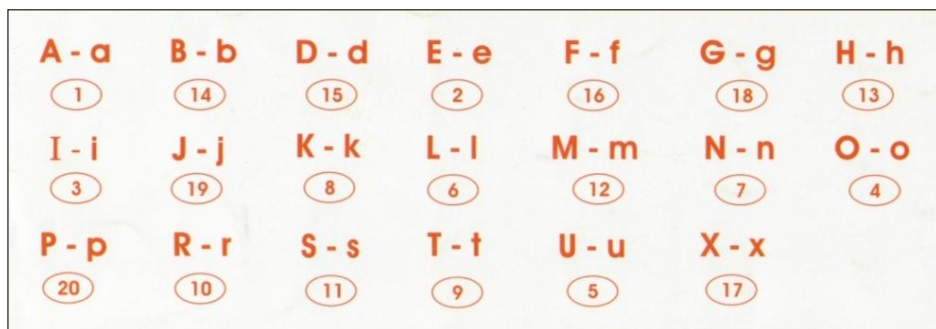 A - a B - b D - d E - e F - f G - g H - h
1 14 15 2 16 18 13
I - i J - j K - k L - l M - m N - n O - o
3 19 8 6 12 7 4
P - p R - r S - s T - t U - u X - x
20 10 11 9 5 17